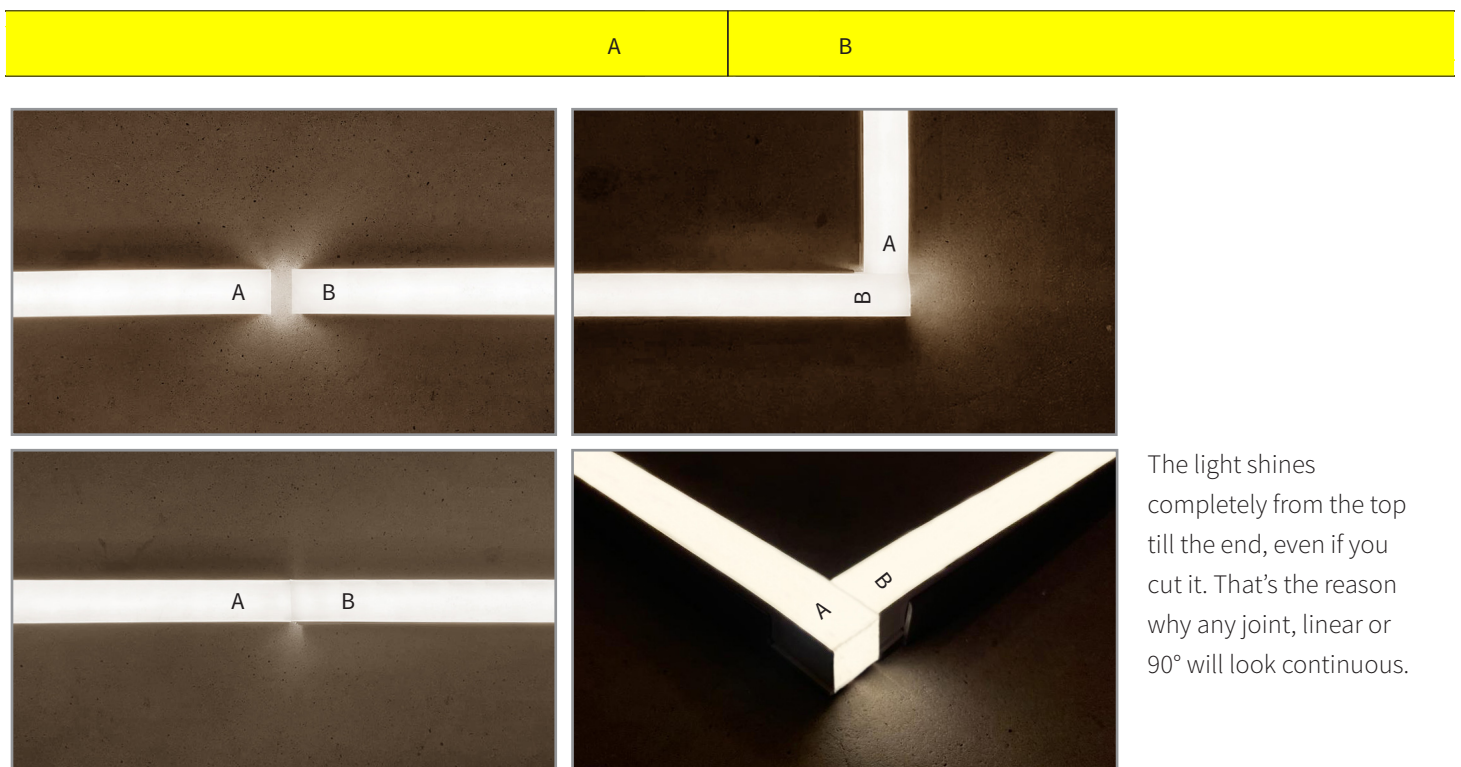 A B
A B
A
B
A B
A B
The light shines
completely from the top
till the end, even if you
cut it. That’s the reason
why any joint, linear or
90° will look continuous.